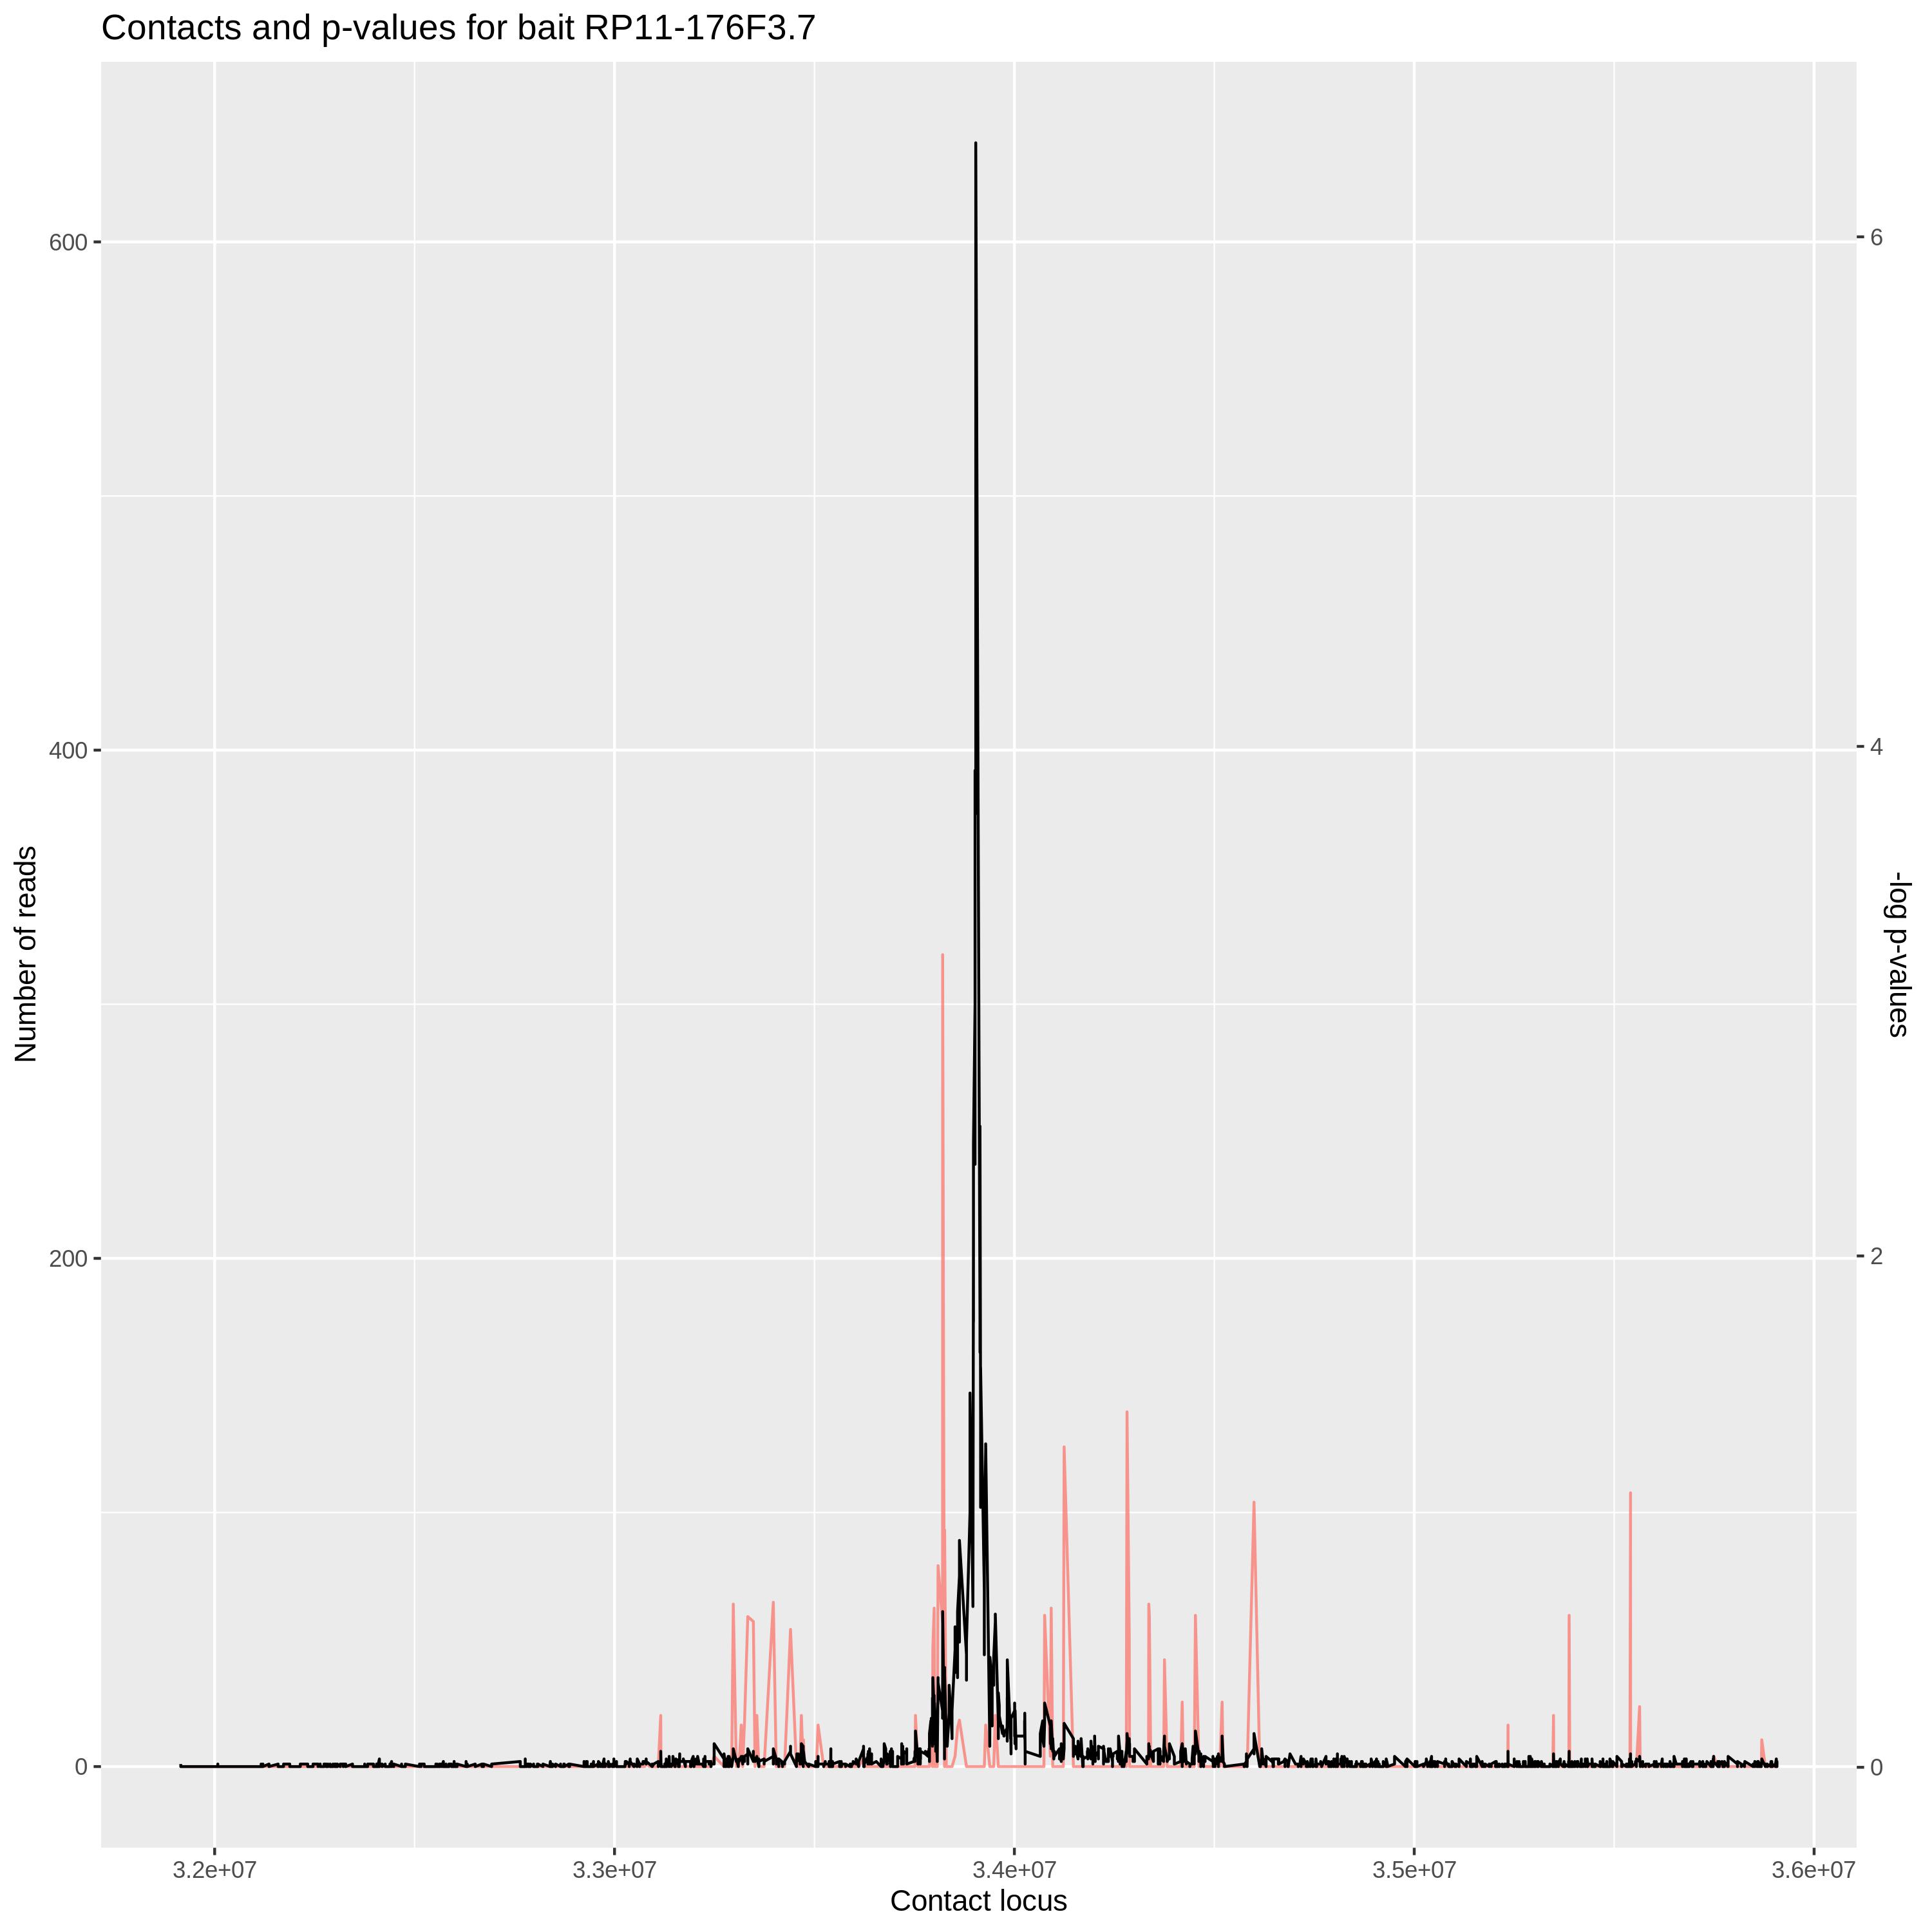 Contacts and p-values for bait RP11-176F3.7
Number of reads
600
400
200
0
6
4
2
0
-log p-values
3.2e+07
3.3e+07
3.4e+07
3.5e+07
3.6e+07
Contact locus